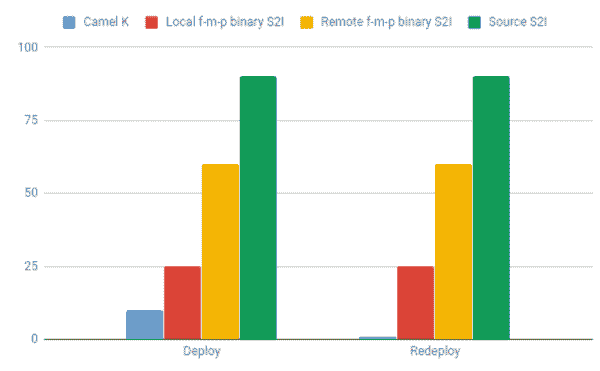 Camel K Local f-m-p binary S2I Remote f-m-p binary S2I Source S2I
100
75
50
25
0
Deploy Redeploy